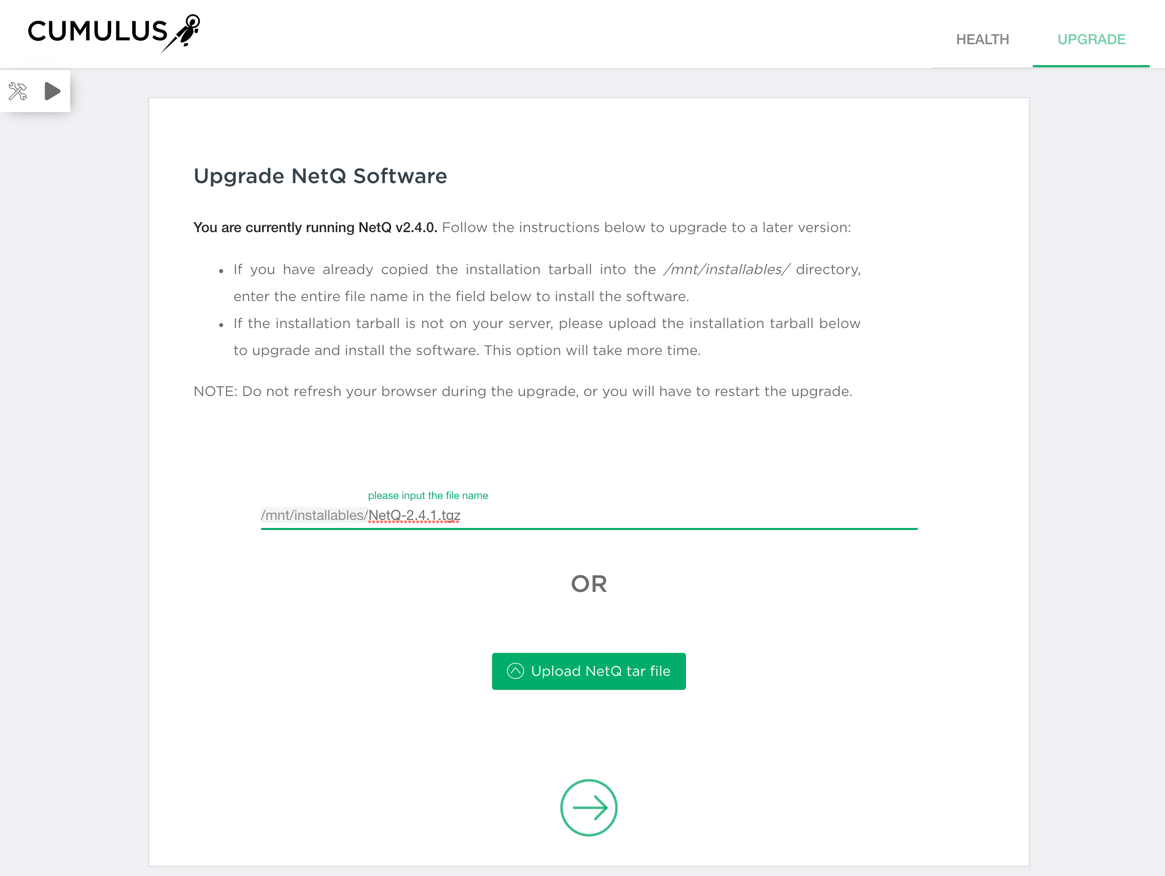 CUMULUS
HEALTH
UPGRADE
Upgrade NetQ Software
You are currently running NetQ v2.4.0. Follow the instructions below to upgrade to a later version:
• If you have already copied the installation tarball into the /mnt/installables/ directory,
enter the entire file name in the field below to install the software.
• If the installation tarball is not on your server, please upload the installation tarball below
to upgrade and install the software. This option will take more time.
NOTE: Do not refresh your browser during the upgrade, or you will have to restart the upgrade.
please input the file name
/mnt/installables/NetQ-2.4.1.tgz
OR
Upload NetQ tar file